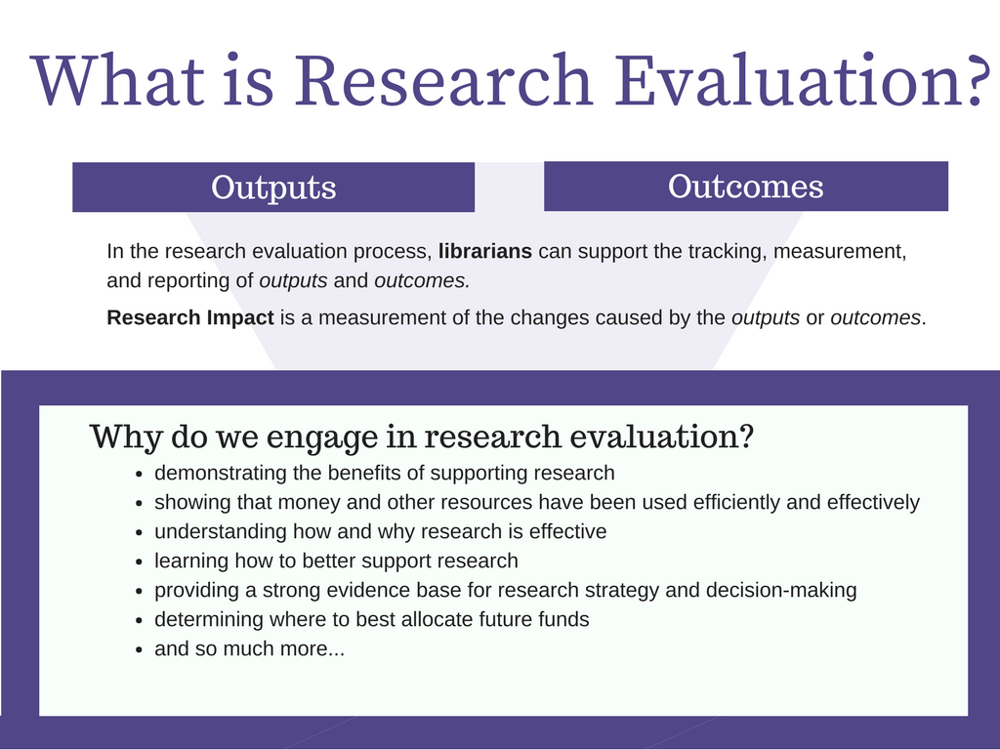 What is Research Evaluation?
Outputs
Outcomes
In the research evaluation process, librarians can support the tracking, measurement,
and reporting of outputs and outcomes.
Research Impact is a measurement of the changes caused by the outputs or outcomes.
Why do we engage in research evaluation?
• demonstrating the benefits of supporting research
• showing that money and other resources have been used efficiently and effectively
• understanding how and why research is effective
• learning how to better support research
• providing a strong evidence base for research strategy and decision-making
• determining where to best allocate future funds
• and so much more...